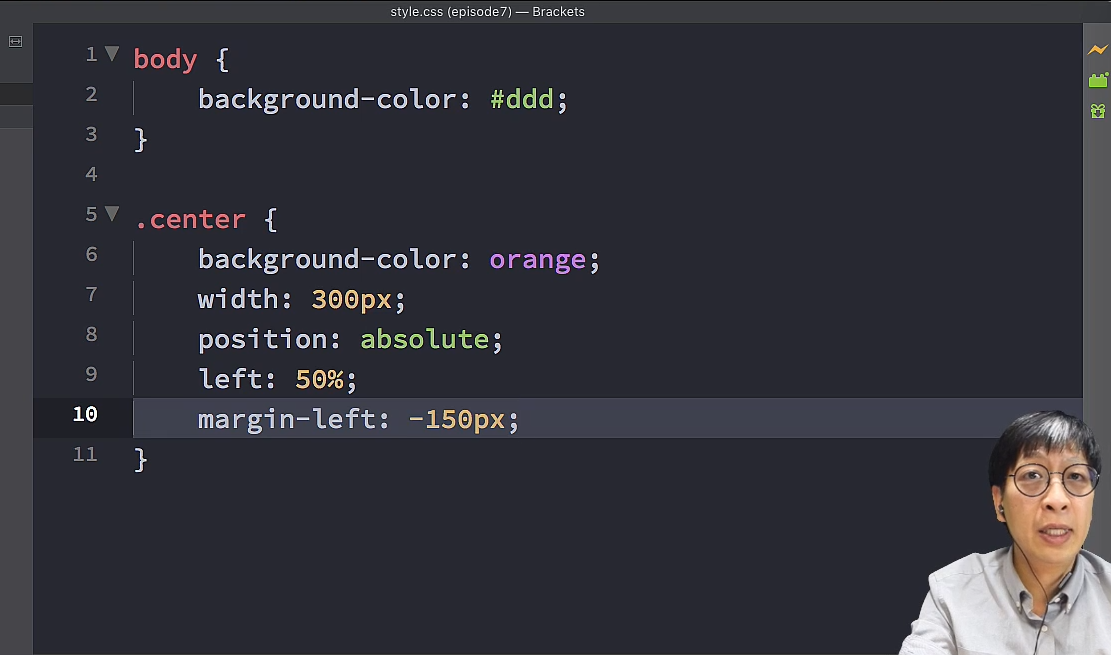 style.css (episode7) — Brackets
1 body {
2 background-color: #ddd;
3 }
4
5 .center {
6 background-color: orange;
7 width: 300px;
8 position: absolute;
9 left: 50%;
10 margin-left: -150px;
11 }